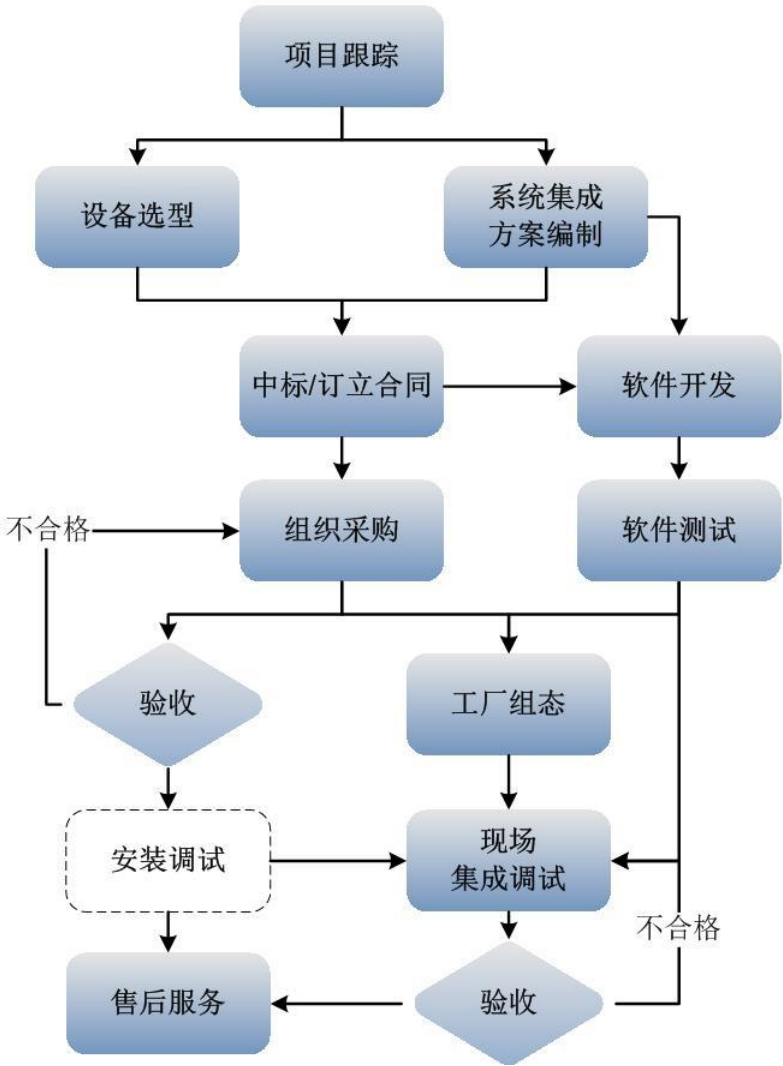 项目跟踪
设备选型
系统集成
方案编制
中标/订立合同
软件开发
不合格
组织采购
软件测试
验收
工厂组态
安装调试
现场
集成调试
不合格
售后服务
验收